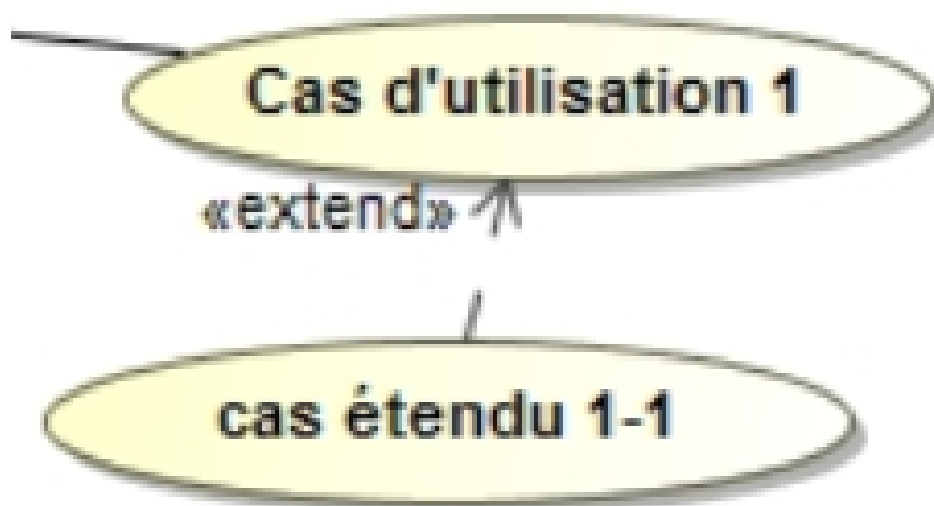 Cas d'utilisation 1
«extend»
cas étendu 1-1